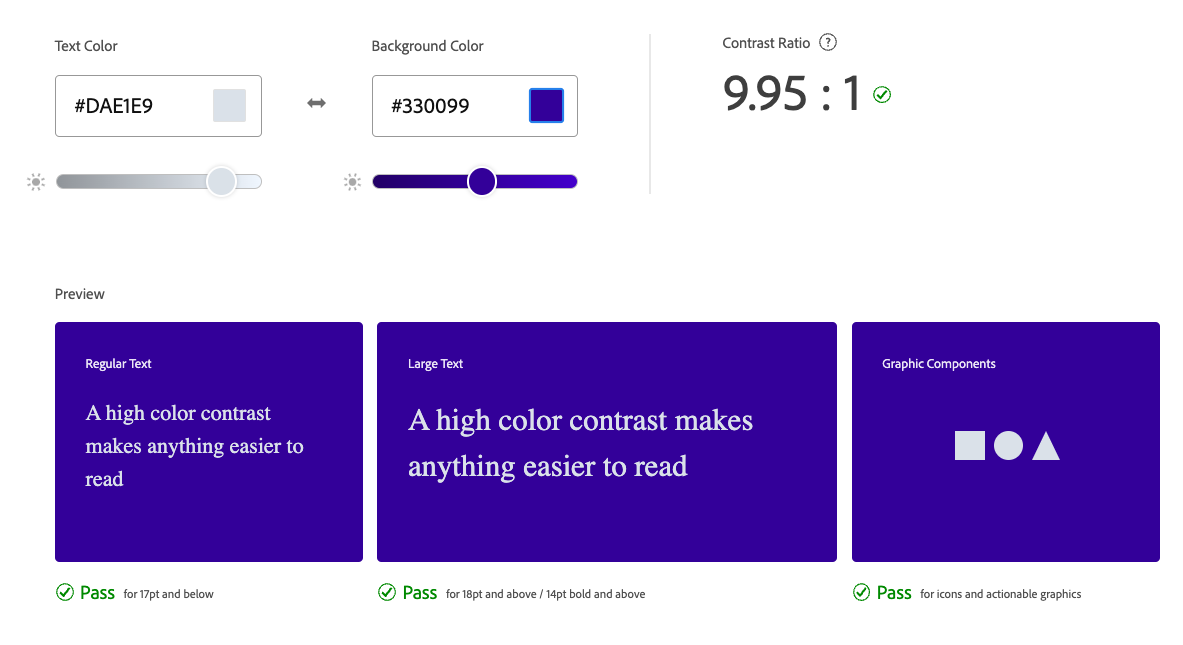 Text Color
Background Color
Contrast Ratio ?
#DAE1E9
#330099
9.95 : 1
Preview
Regular Text
A high color contrast
makes anything easier to
read
Large Text
A high color contrast makes
anything easier to read
Graphic Components
Pass for 17pt and below
Pass for 18pt and above / 14pt bold and above
Pass for icons and actionable graphics